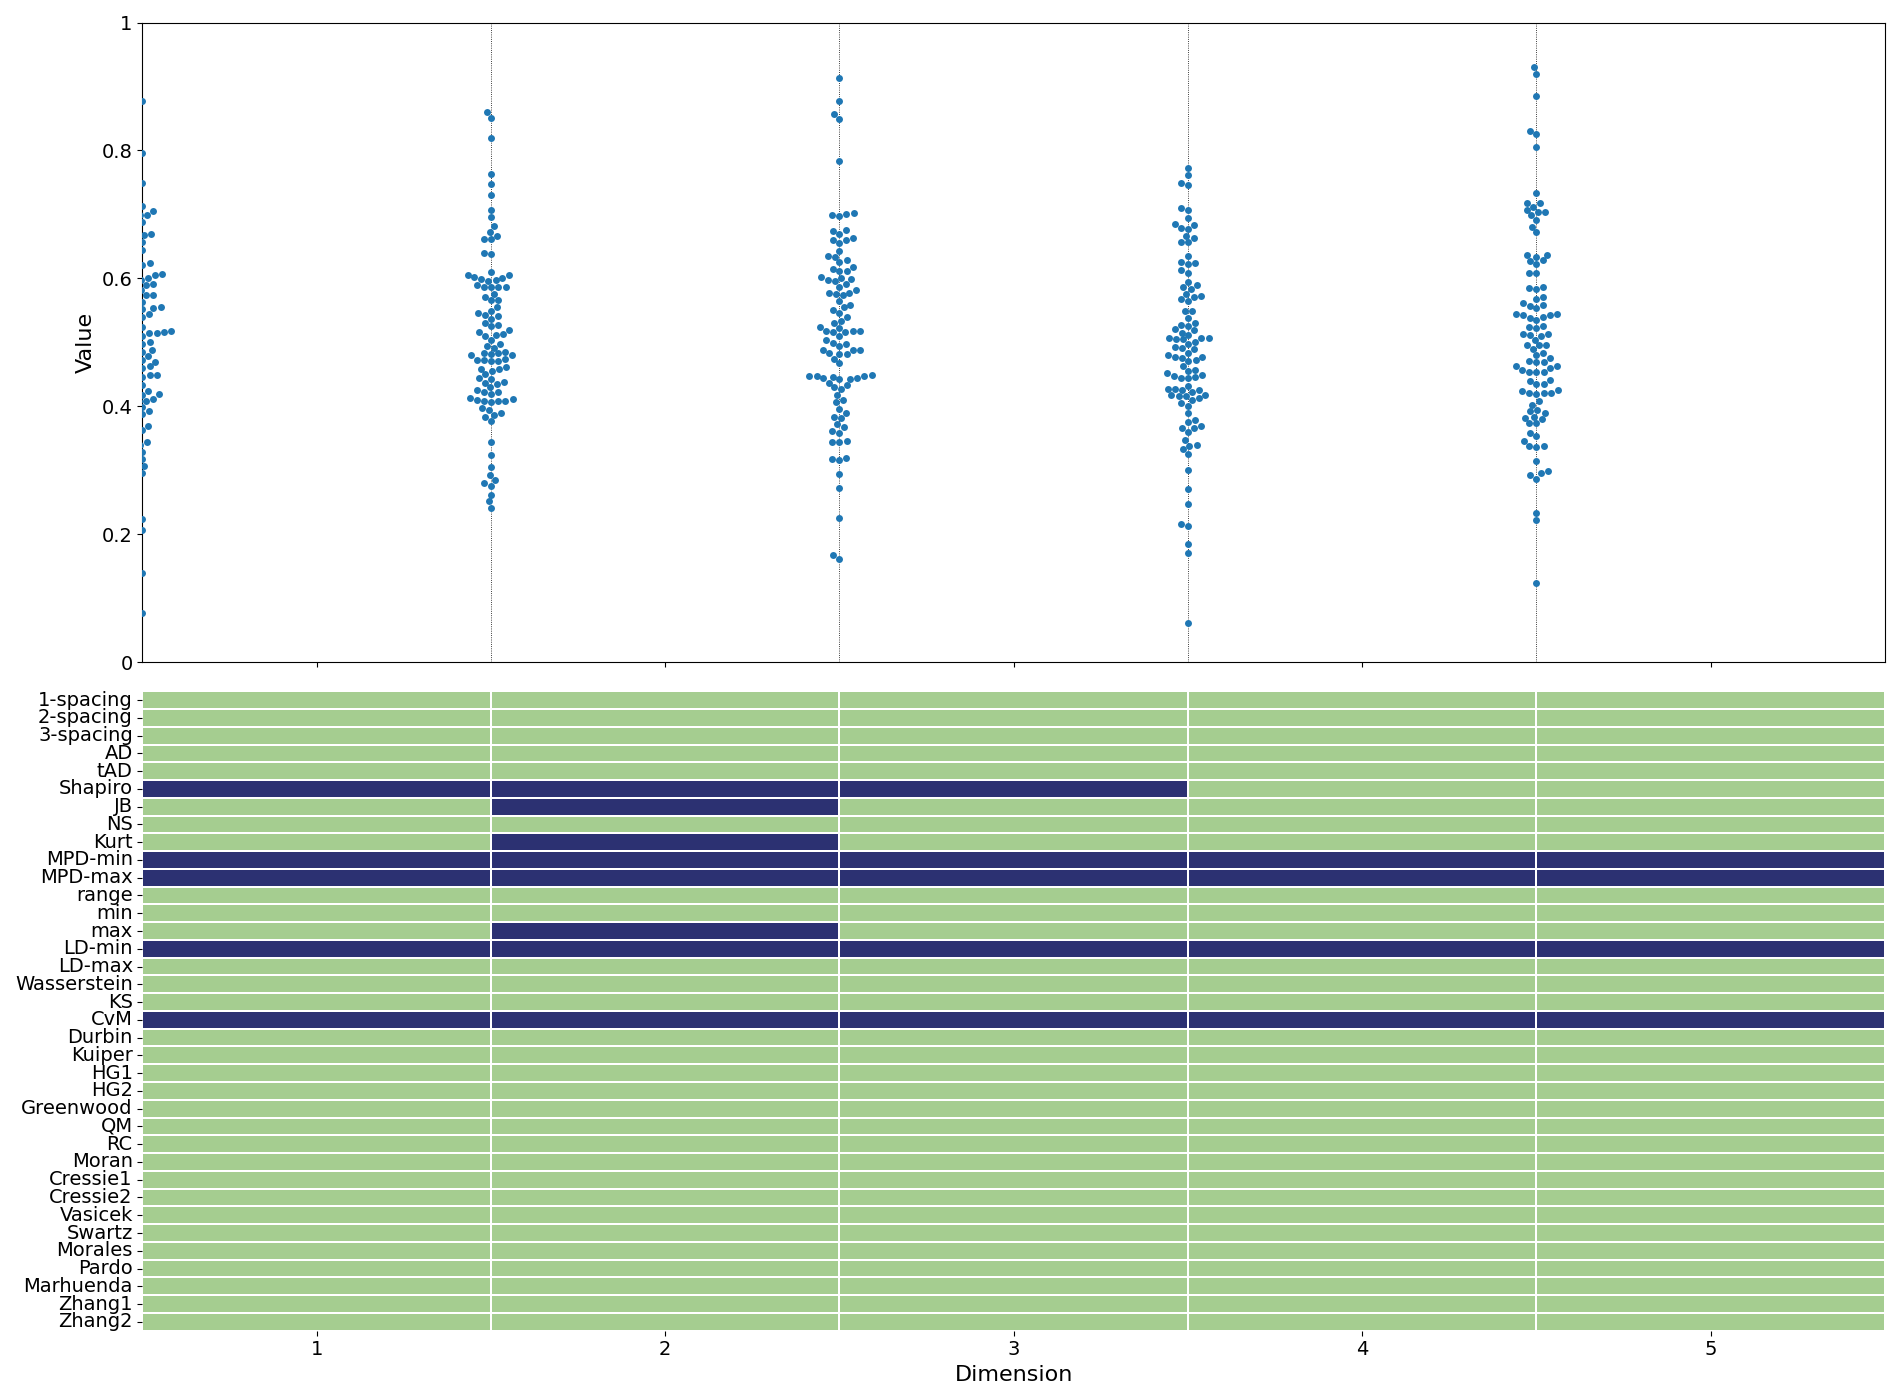 1
0.8
0.6
0.4
0.2
0
Value
1-spacing
2-spacing
3-spacing
AD
tAD
Shapiro
JB
NS
Kurt
MPD-min
MPD-max
range
min
max
LD-min
LD-max
Wasserstein
KS
CvM
Durbin
Kuiper
HG1
HG2
Greenwood
QM
RC
Moran
Cressie1
Cressie2
Vasicek
Swartz
Morales
Pardo
Marhuenda
Zhang1
Zhang2
1 2 3 4 5
Dimension